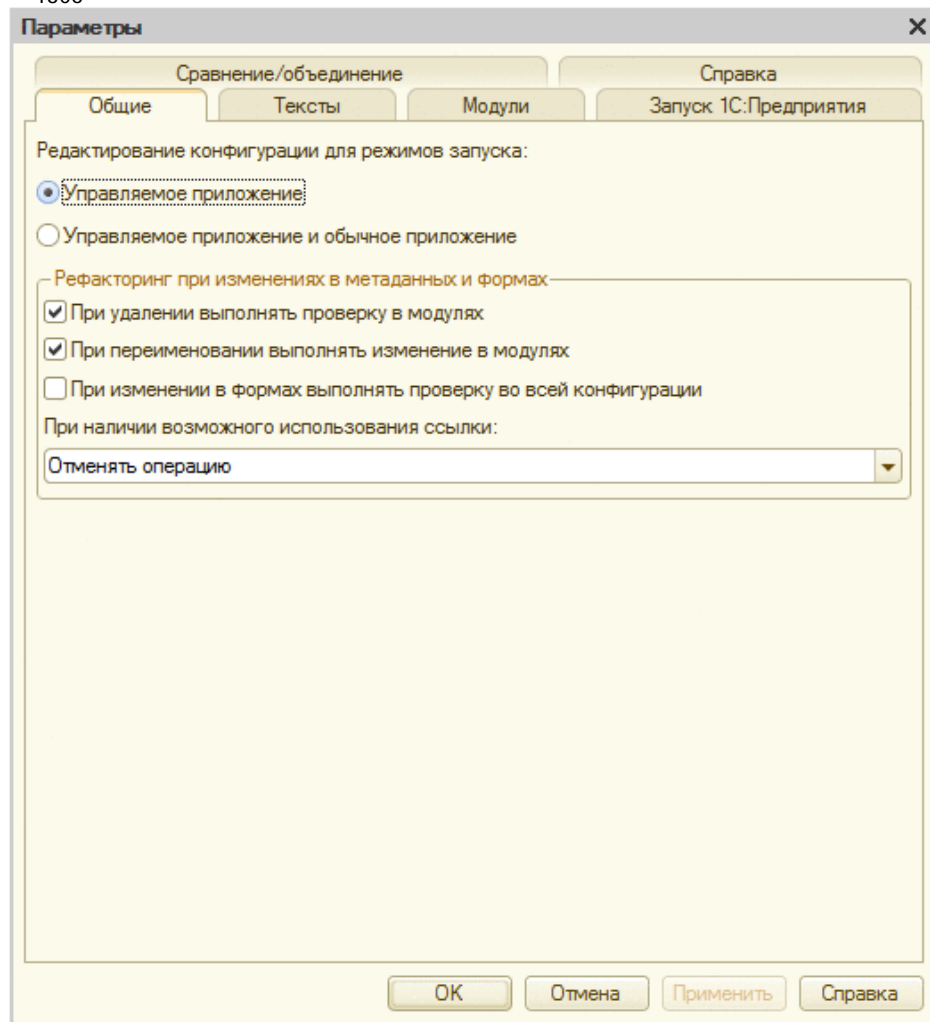 Параметры
Сравнение/объединение Справка
Общие Тексты Модули Запуск 1С:Предприятия
Редактирование конфигурации для режимов запуска:
Управляемое приложение
Управляемое приложение и обычное приложение
Рефакторинг при изменениях в метаданных и формах
При удалении выполнять проверку в модулях
При переименовании выполнять изменение в модулях
При изменении в формах выполнять проверку во всей конфигурации
При наличии возможного использования ссылки:
Отменять операцию
ОК Отмена Применить Справка